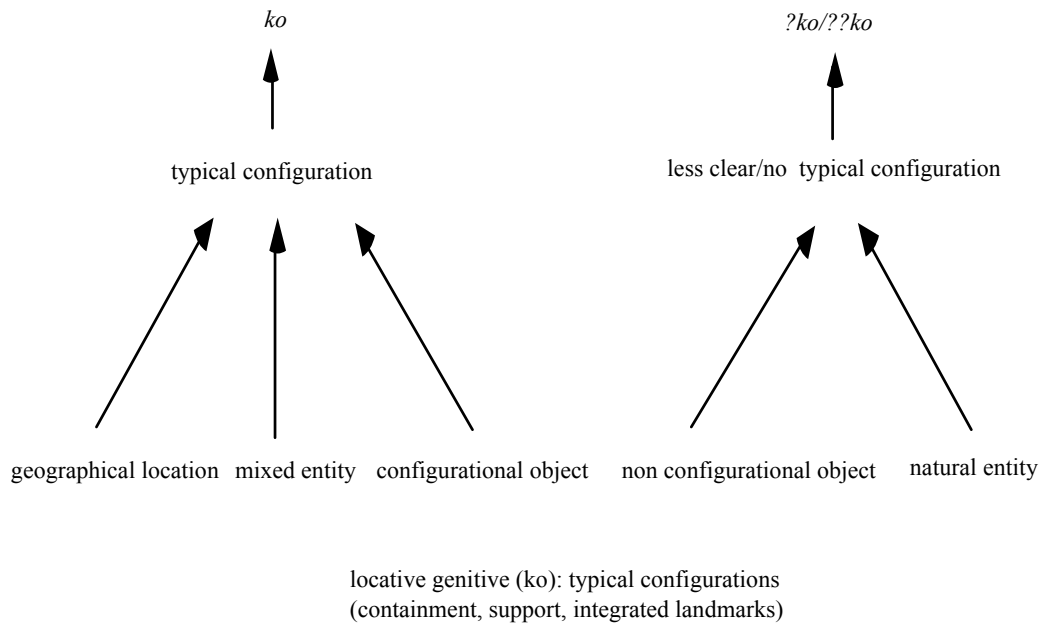 ko
?ko/??ko
typical configuration
less clear/no typical configuration
geographical location
mixed entity
configurational object
non configurational object
natural entity
locative genitive (ko): typical configurations
(containment, support, integrated landmarks)